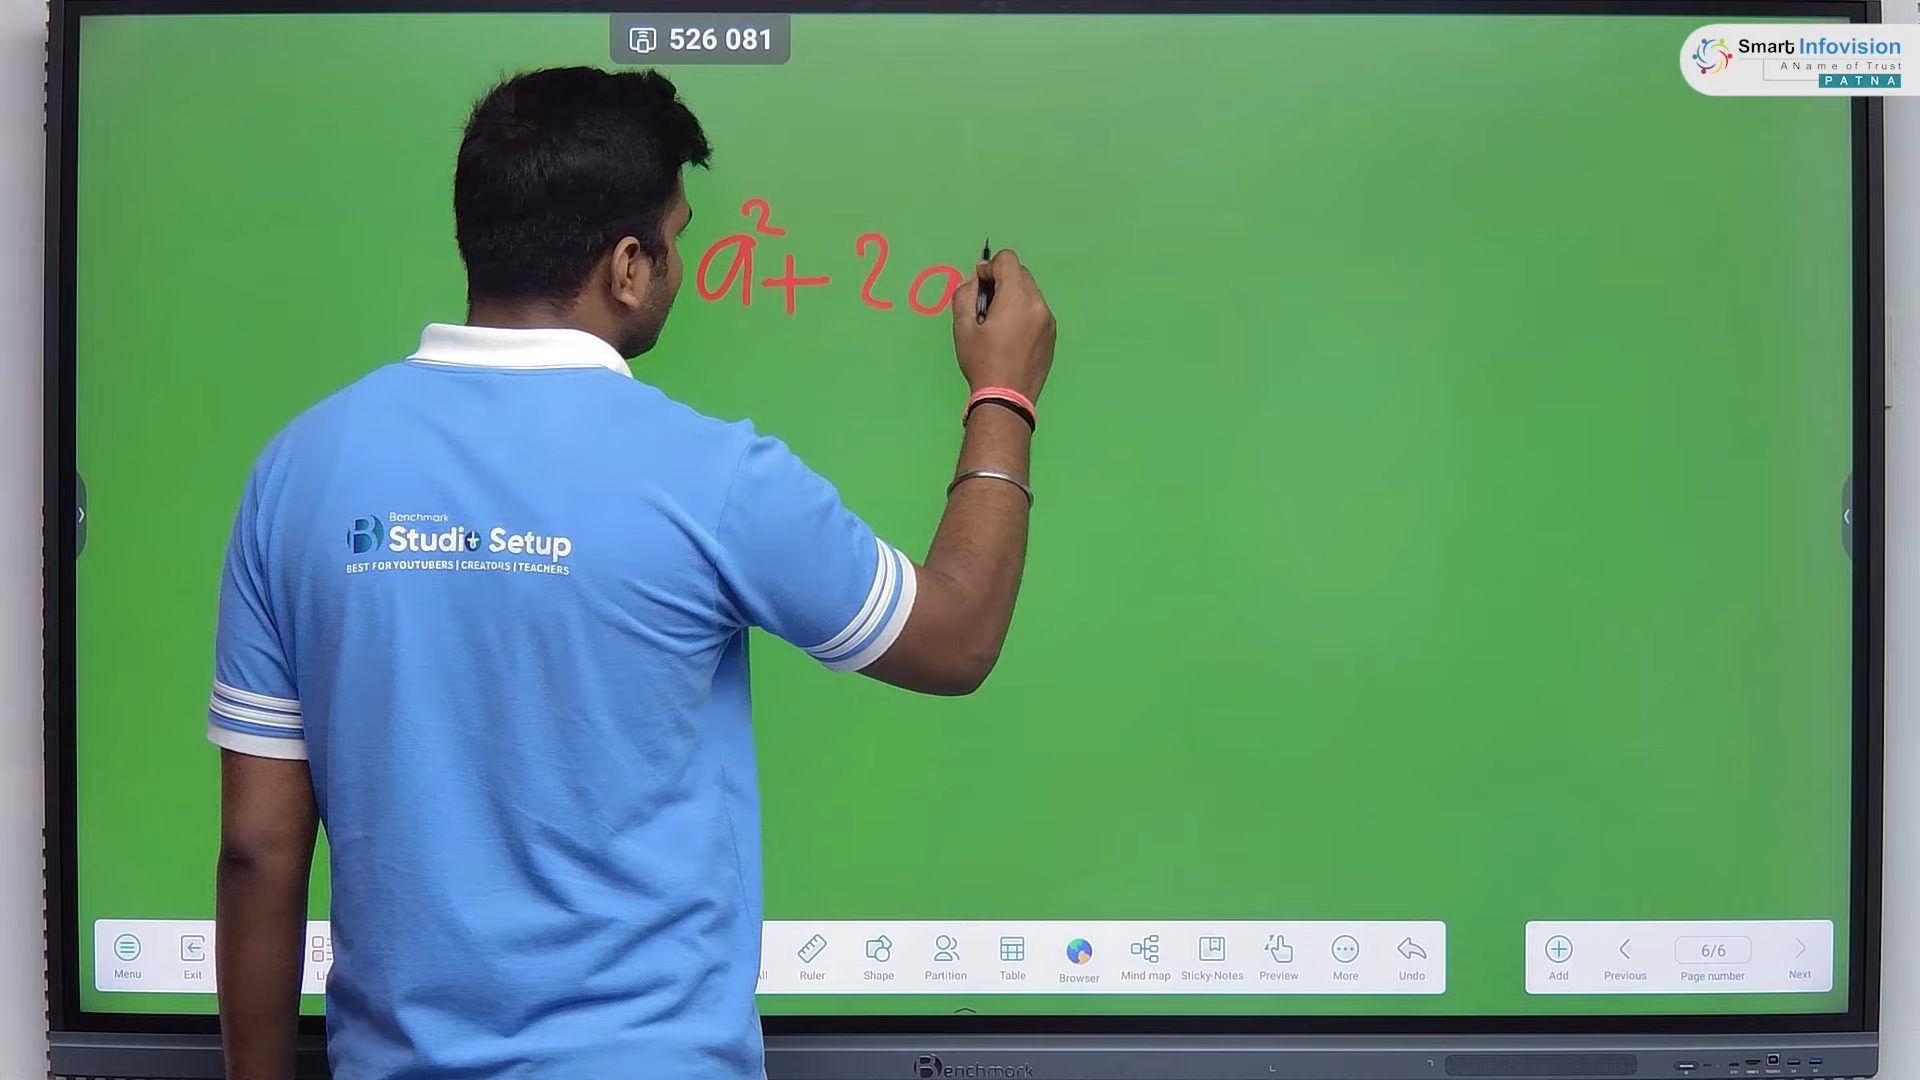 526 081
Smart Infovision
A Name of Trust
PATNA
a²+ 2a
Benchmark
Studio Setup
BEST FOR YOUTUBERS | CREATORS | TEACHERS
Menu Exit Ruler Shape Partition Table Browser Mind map Sticky-Notes Preview More Undo Add Previous 6/6 Page number Next
Benchmark